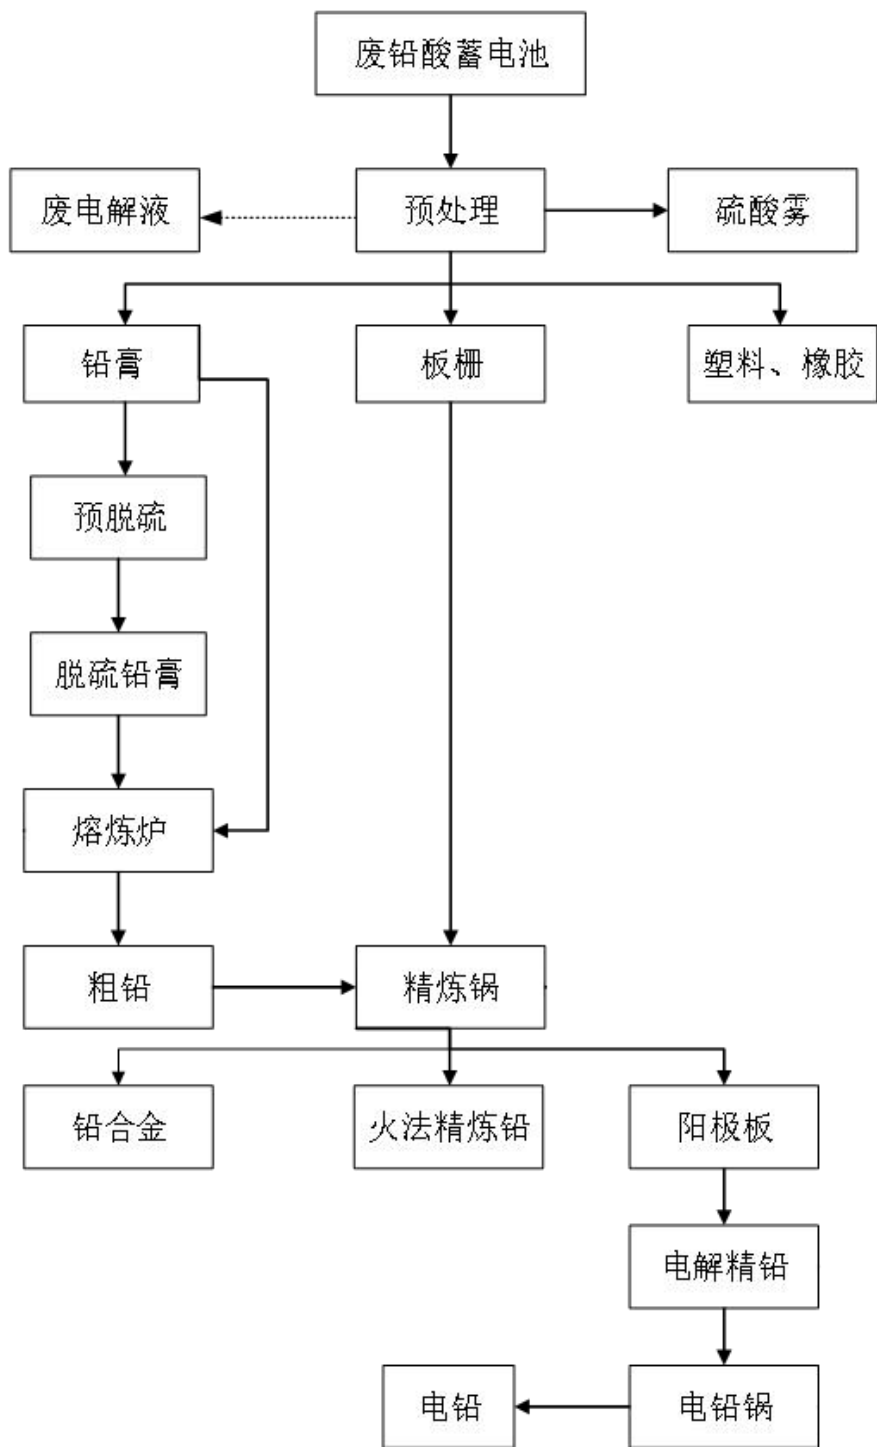 废铅酸蓄电池
废电解液
预处理
硫酸雾
铅膏
板栅
塑料、橡胶
预脱硫
脱硫铅膏
熔炼炉
粗铅
精炼锅
铅合金
火法精炼铅
阳极板
电解精铅
电铅
电铅锅